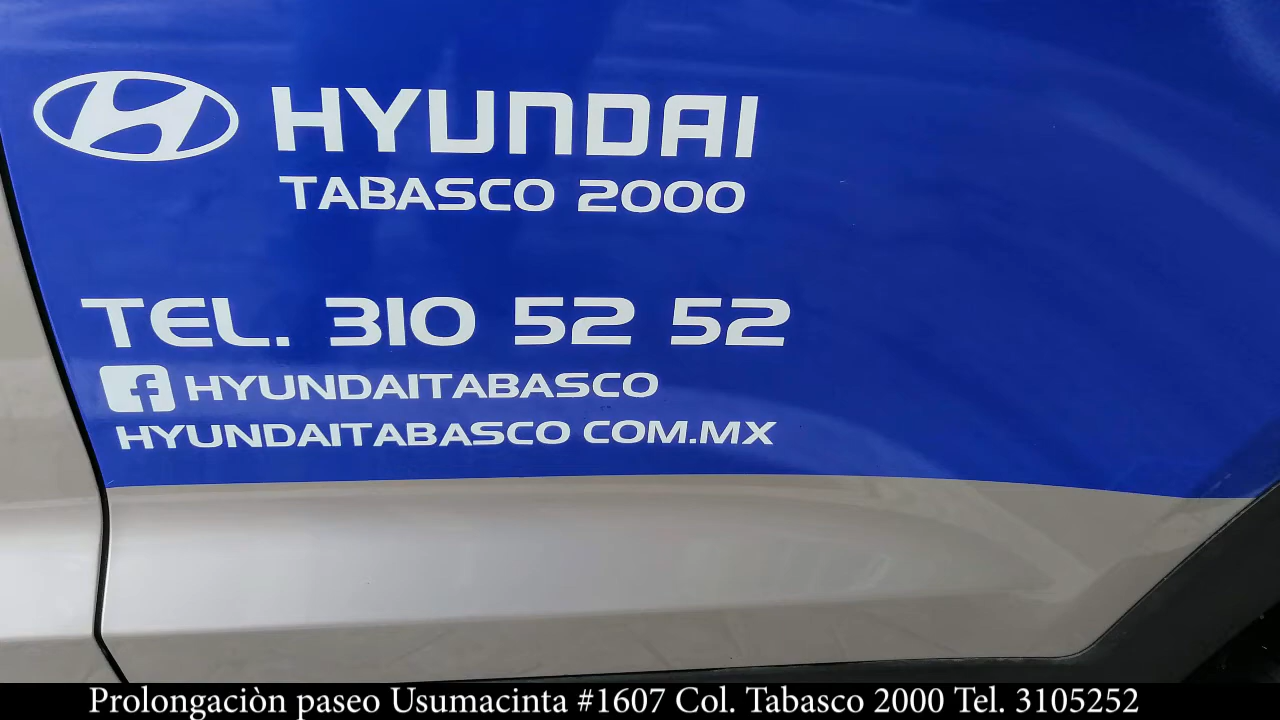 HYUNDAI
TABASCO 2000
TEL. 310 52 52
HYUNDAITABASCO
HYUNDAITABASCO COM.MX
Prolongaciòn paseo Usumacinta #1607 Col. Tabasco 2000 Tel. 3105252